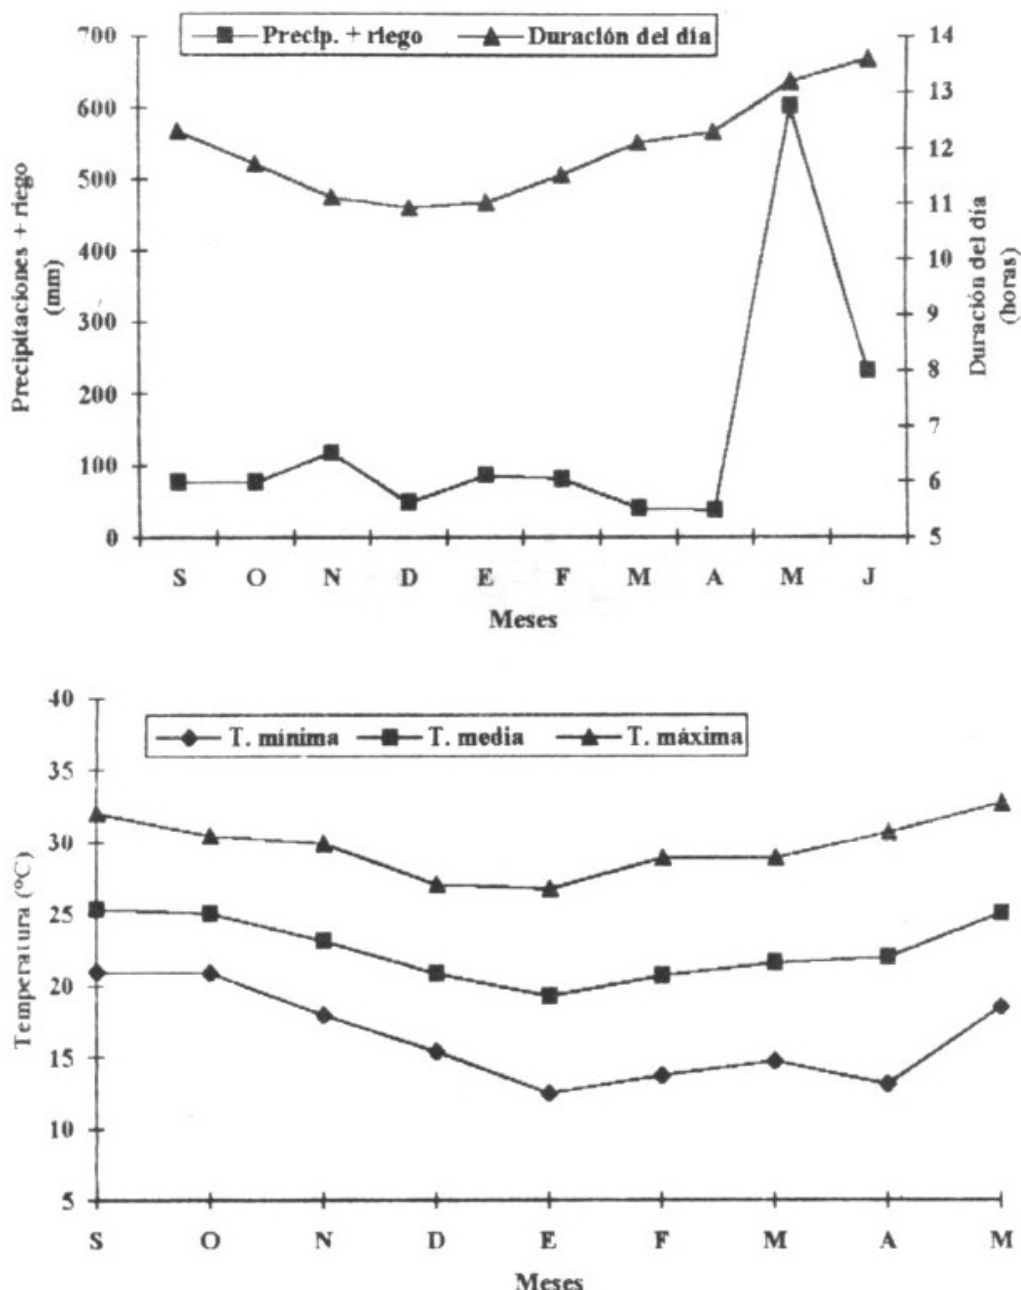 Precip. + riego Duración del día
700
600
500
400
300
200
100
0
Precipitaciones + riego
(mm)
14
13
12
11
10
9
8
7
6
5
Duración del día
(horas)
S O N D E F M A M J
Meses
T. mínima T. media T. máxima
40
35
30
25
20
15
10
5
Temperatura (°C)
S O N D E F M A M
Meses